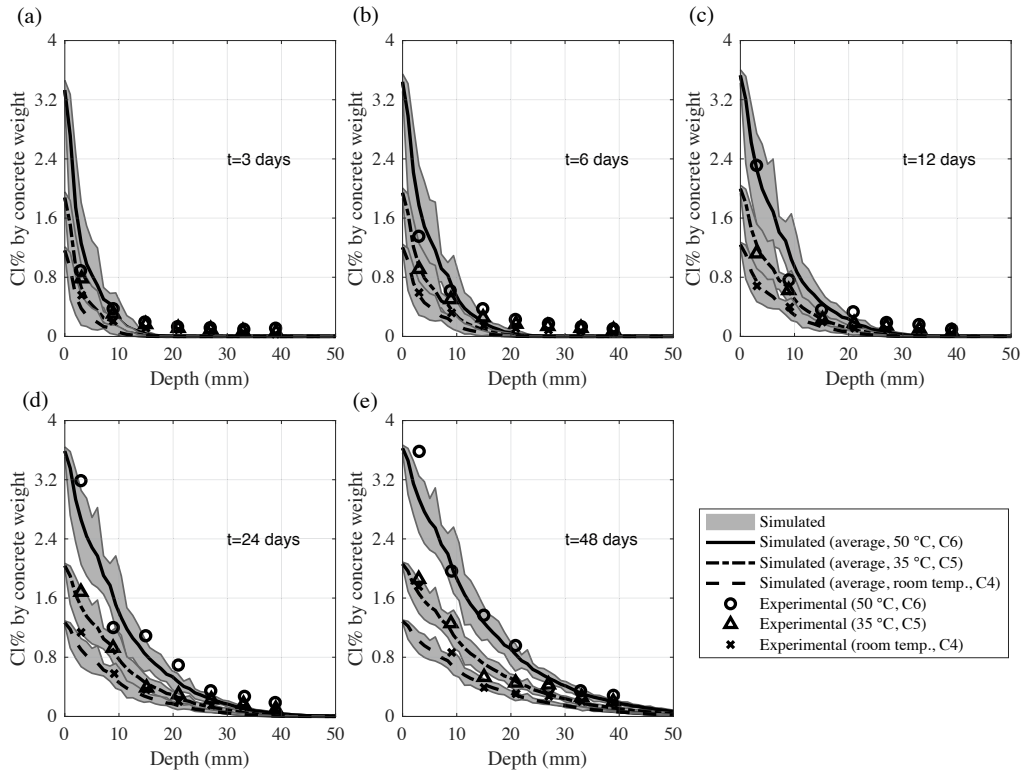 (a)
(b)
(c)
4
3.2
2.4
1.6
0.8
0
Cl% by concrete weight
t=3 days
0 10 20 30 40 50
Depth (mm)
4
3.2
2.4
1.6
0.8
0
Cl% by concrete weight
t=6 days
0 10 20 30 40 50
Depth (mm)
4
3.2
2.4
1.6
0.8
0
Cl% by concrete weight
t=12 days
0 10 20 30 40 50
Depth (mm)
(d)
(e)
4
3.2
2.4
1.6
0.8
0
Cl% by concrete weight
t=24 days
0 10 20 30 40 50
Depth (mm)
4
3.2
2.4
1.6
0.8
0
Cl% by concrete weight
t=48 days
0 10 20 30 40 50
Depth (mm)
Simulated
Simulated (average, 50 °C, C6)
Simulated (average, 35 °C, C5)
Simulated (average, room temp., C4)
Experimental (50 °C, C6)
Experimental (35 °C, C5)
Experimental (room temp., C4)